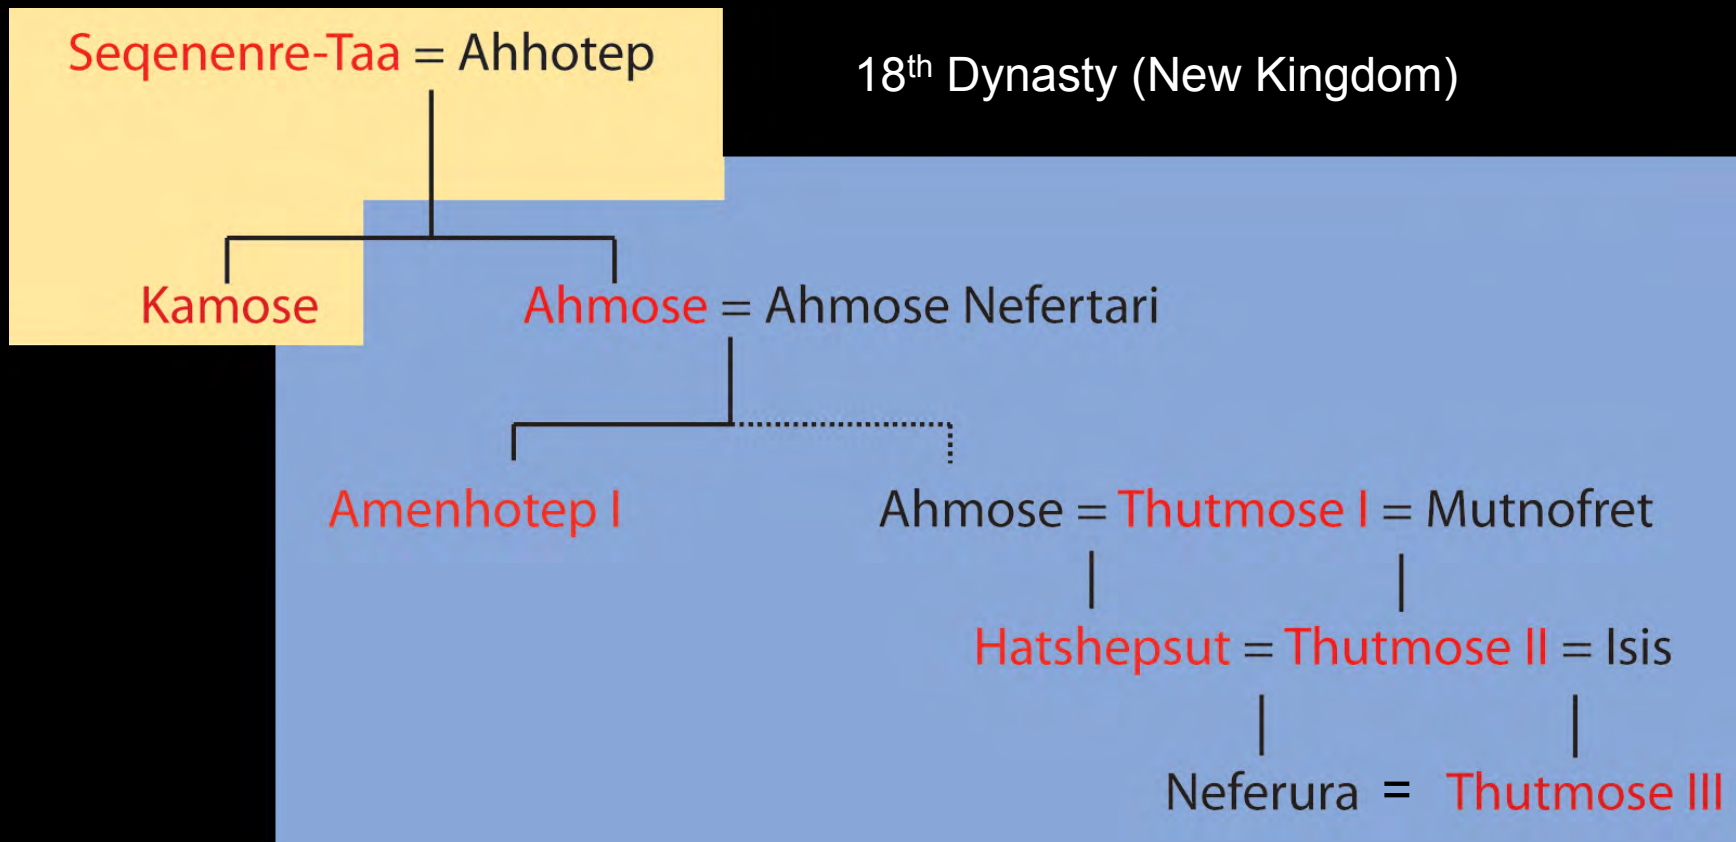 Seqenenre-Taa = Ahhotep
18th Dynasty (New Kingdom)
Kamose
Ahmose = Ahmose Nefertari
Amenhotep I
Ahmose = Thutmose I = Mutnofret
Hatshepsut = Thutmose II = Isis
Neferura = Thutmose III